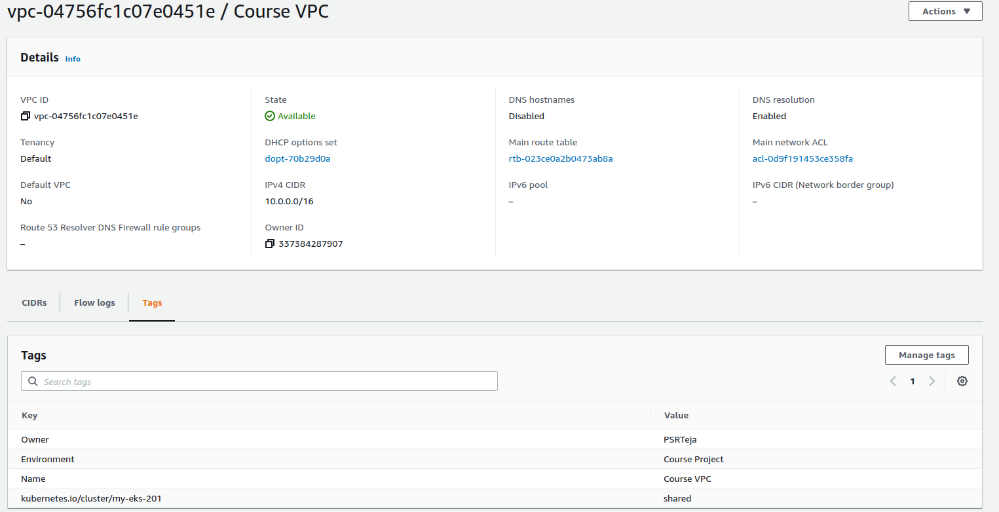 vpc-04756fc1c07e0451e / Course VPC
Actions
Details Info
VPC ID
vpc-04756fc1c07e0451e
State
Available
DNS hostnames
Disabled
DNS resolution
Enabled
Tenancy
Default
DHCP options set
dopt-70b29d0a
Main route table
rtb-023ce0a2b0473ab8a
Main network ACL
acl-0d9f191453ce358fa
Default VPC
No
IPv4 CIDR
10.0.0.0/16
IPv6 pool
–
IPv6 CIDR (Network border group)
–
Route 53 Resolver DNS Firewall rule groups
–
Owner ID
337384287907
CIDRs Flow logs Tags
Tags
Manage tags
Search tags
1
Key Value
Owner PSRTeja
Environment Course Project
Name Course VPC
kubernetes.io/cluster/my-eks-201 shared